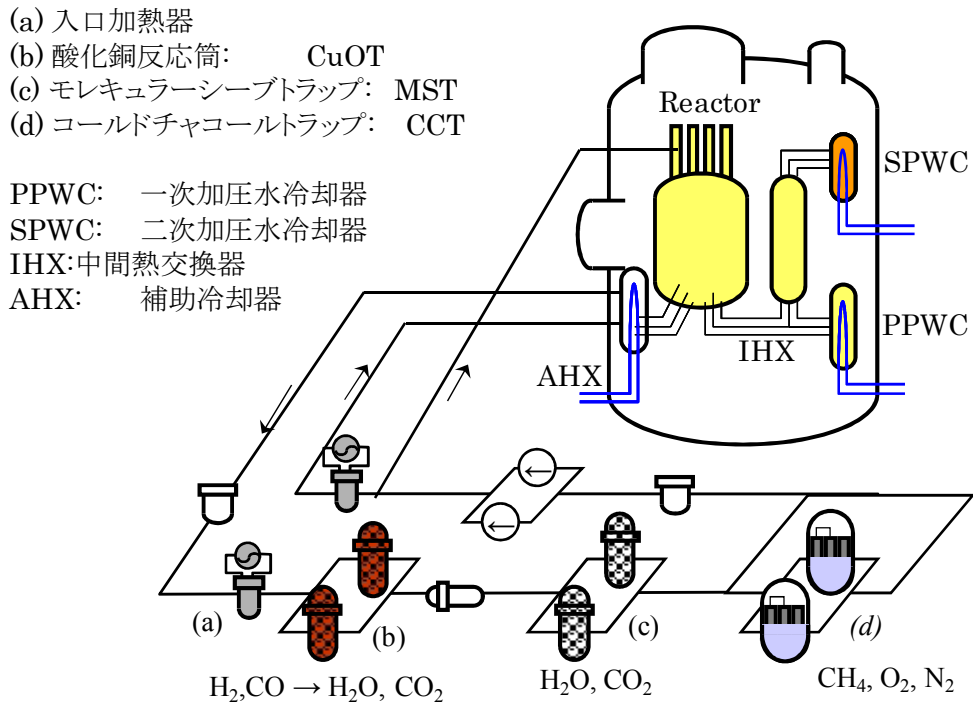 (a) 入口加熱器
(b) 酸化銅反応筒: CuOT
(c) モレキュラーシーブトラップ: MST
(d) コールドチャコールトラップ: CCT
PPWC: 一次加圧水冷却器
SPWC: 二次加圧水冷却器
IHX:中間熱交換器
AHX: 補助冷却器
Reactor
SPWC
PPWC
IHX
AHX
(a)
(b)
(c)
(d)
H₂,CO → H₂O, CO₂
H₂O, CO₂
CH₄, O₂, N₂